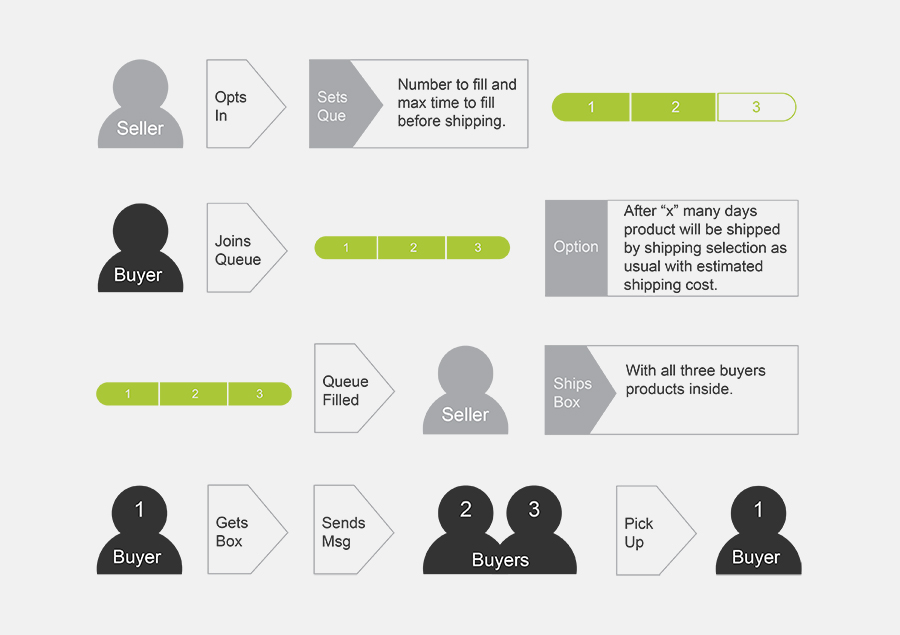 Seller
Opts
In
Sets
Que
Number to fill and
max time to fill
before shipping.
1 2 3
Buyer
Joins
Queue
1 2 3
Option
After “x” many days
product will be shipped
by shipping selection as
usual with estimated
shipping cost.
1 2 3
Queue
Filled
Seller
Ships
Box
With all three buyers
products inside.
1
Buyer
Gets
Box
Sends
Msg
2 3
Buyers
Pick
Up
1
Buyer